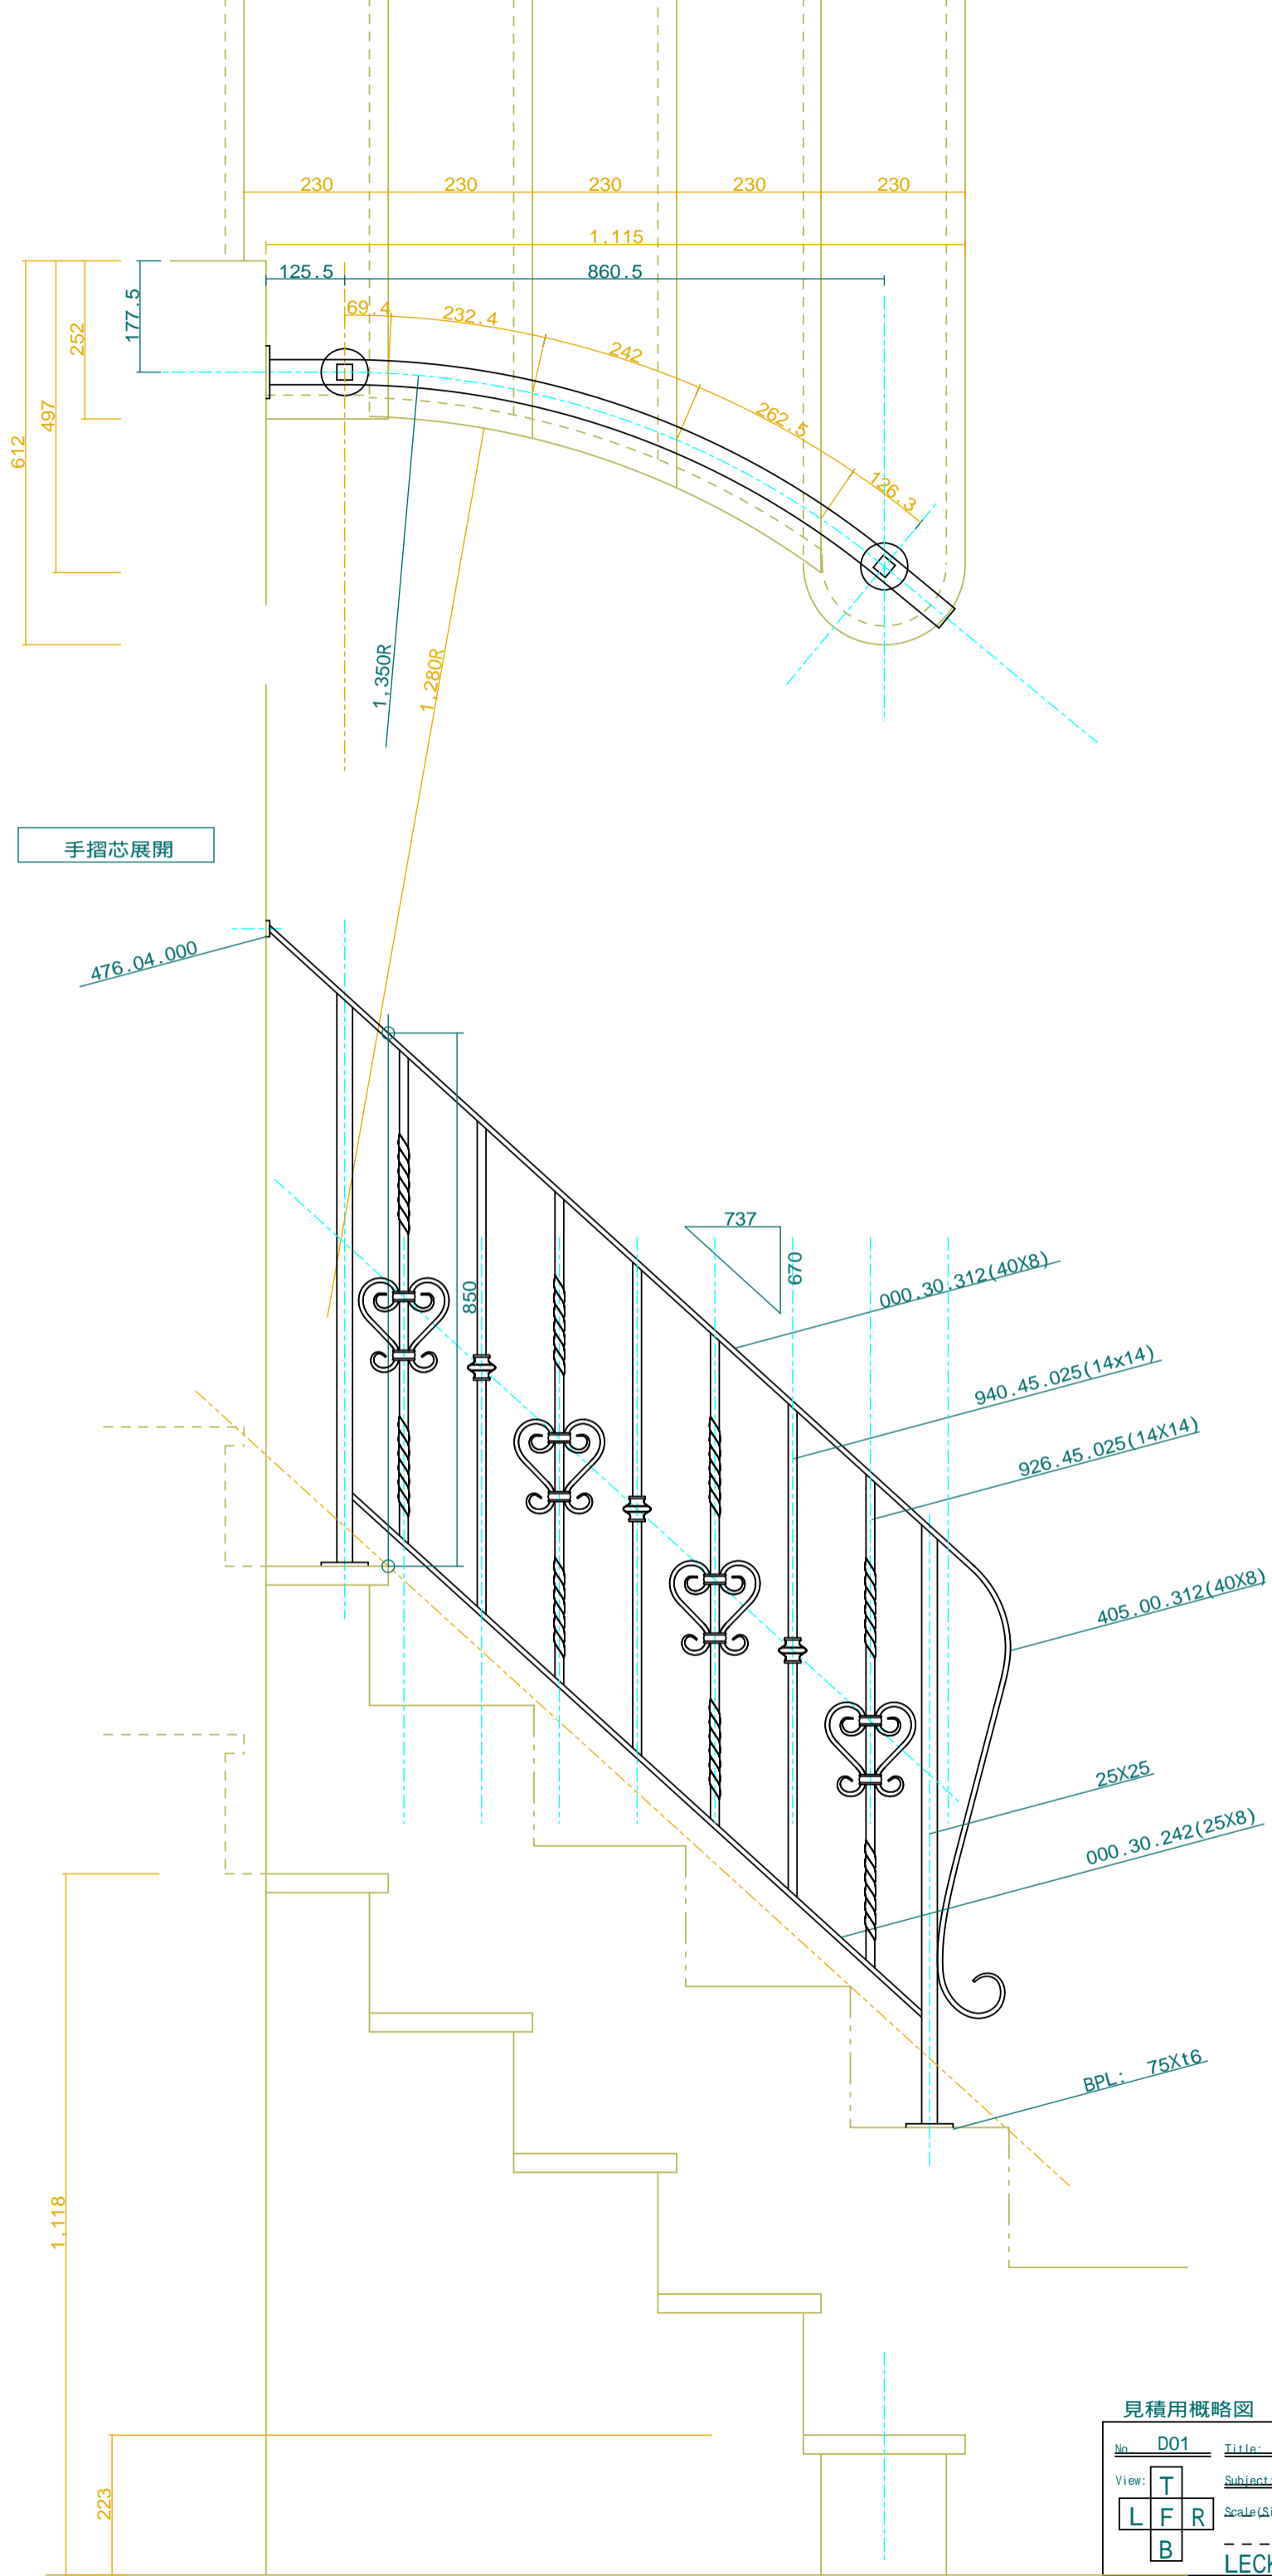 230 230 230 230 230
1,115
125.5 860.5
177.5
252
497
612
69.4 232.4 242 262.5 126.3
1,350R
1,280R
手摺芯展開
476.04.000
850
737
670
000.30.312(40X8)
940.45.025(14x14)
926.45.025(14X14)
405.00.312(40X8)
25X25
000.30.242(25X8)
BPL: 75Xt6
1,118
223
見積用概略図
No. D01 Title:
View: T Subject:
L F R
B